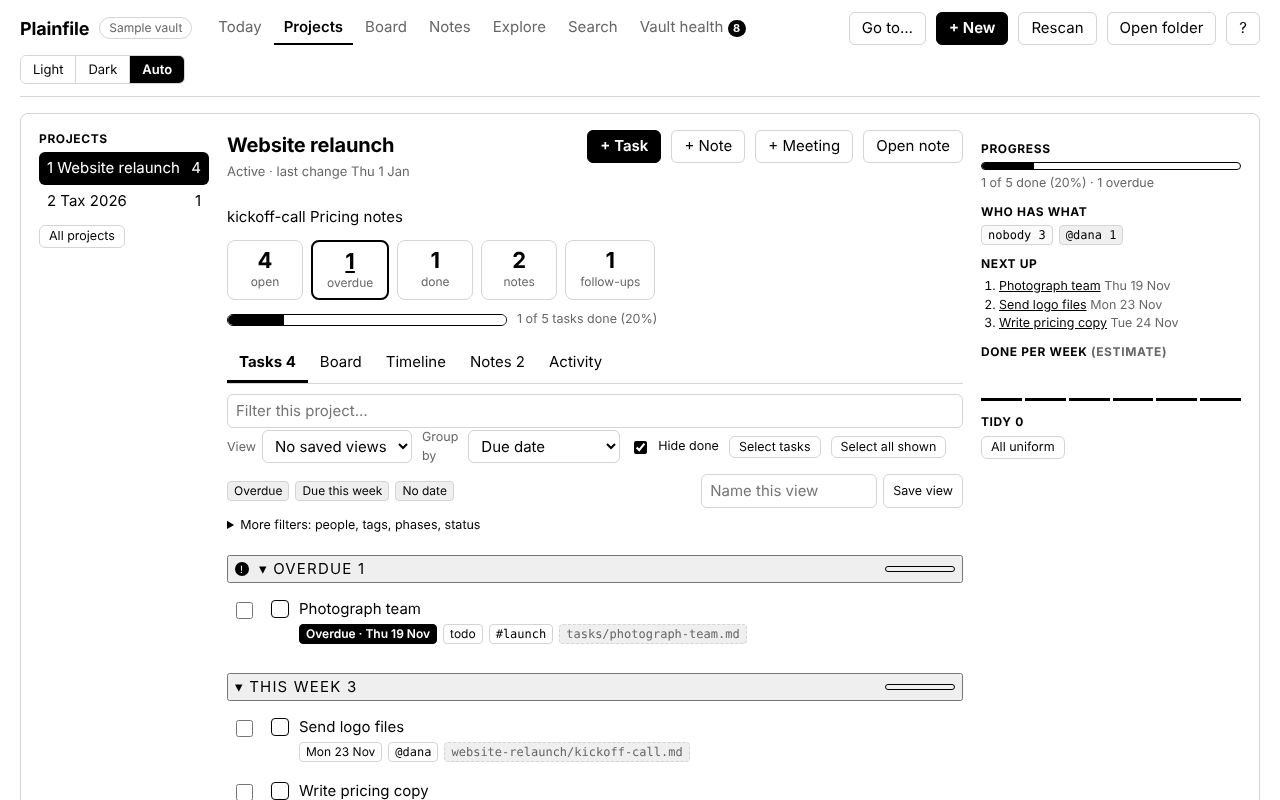 Plainfile Sample vault Today Projects Board Notes Explore Search Vault health 8 Go to... + New Rescan Open folder ?
Light Dark Auto
PROJECTS
1 Website relaunch 4
2 Tax 2026 1
All projects
Website relaunch
+ Task + Note + Meeting Open note
Active · last change Thu 1 Jan
kickoff-call Pricing notes
4 open
1 overdue
1 done
2 notes
1 follow-ups
1 of 5 tasks done (20%)
Tasks 4 Board Timeline Notes 2 Activity
Filter this project...
View No saved views Group by Due date Hide done Select tasks Select all shown
Overdue Due this week No date Name this view Save view
More filters: people, tags, phases, status
! ▾ OVERDUE 1
Photograph team
Overdue · Thu 19 Nov todo #launch tasks/photograph-team.md
▾ THIS WEEK 3
Send logo files
Mon 23 Nov @dana website-relaunch/kickoff-call.md
Write pricing copy
PROGRESS
1 of 5 done (20%) · 1 overdue
WHO HAS WHAT
nobody 3 @dana 1
NEXT UP
1. Photograph team Thu 19 Nov
2. Send logo files Mon 23 Nov
3. Write pricing copy Tue 24 Nov
DONE PER WEEK (ESTIMATE)
TIDY 0
All uniform